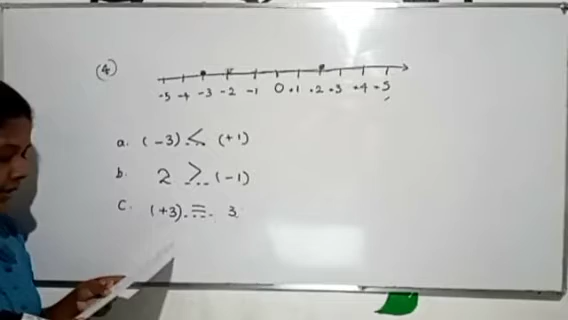 (4)
-5 -4 -3 -2 -1 0 +1 +2 +3 +4 +5
a. (-3) < (+1)
b. 2 > (-1)
c. (+3) = 3